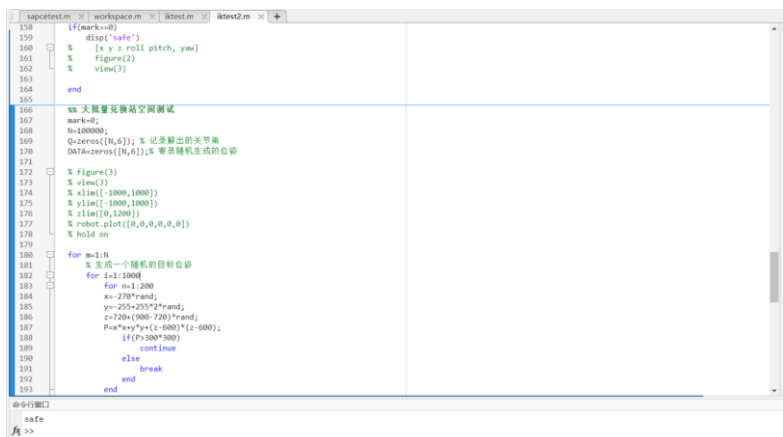 sapcetest.m × workspace.m × iktest.m × iktest2.m × +
158 if(mark==0)
159 disp('safe')
160 % [x y z roll pitch, yaw]
161 % figure(2)
162 % view(3)
163
164 end
165
166 %% 大批量兑换站空间测试
167 mark=0;
168 N=100000;
169 Q=zeros([N,6]); % 记录解出的关节角
170 DATA=zeros([N,6]);% 寄录随机生成的位姿
171
172 % figure(3)
173 % view(3)
174 % xlim([-1000,1000])
175 % ylim([-1000,1000])
176 % zlim([0,1200])
177 % robot.plot([0,0,0,0,0,0])
178 % hold on
179
180 for m=1:N
181 % 生成一个随机的目标位姿
182 for i=1:1000
183 for n=1:200
184 x=-270*rand;
185 y=-255+255*2*rand;
186 z=720+(900-720)*rand;
187 P=x*x+y*y+(z-600)*(z-600);
188 if(P>300*300)
189 continue
190 else
191 break
192 end
193 end
命令行窗口
safe
fx >>